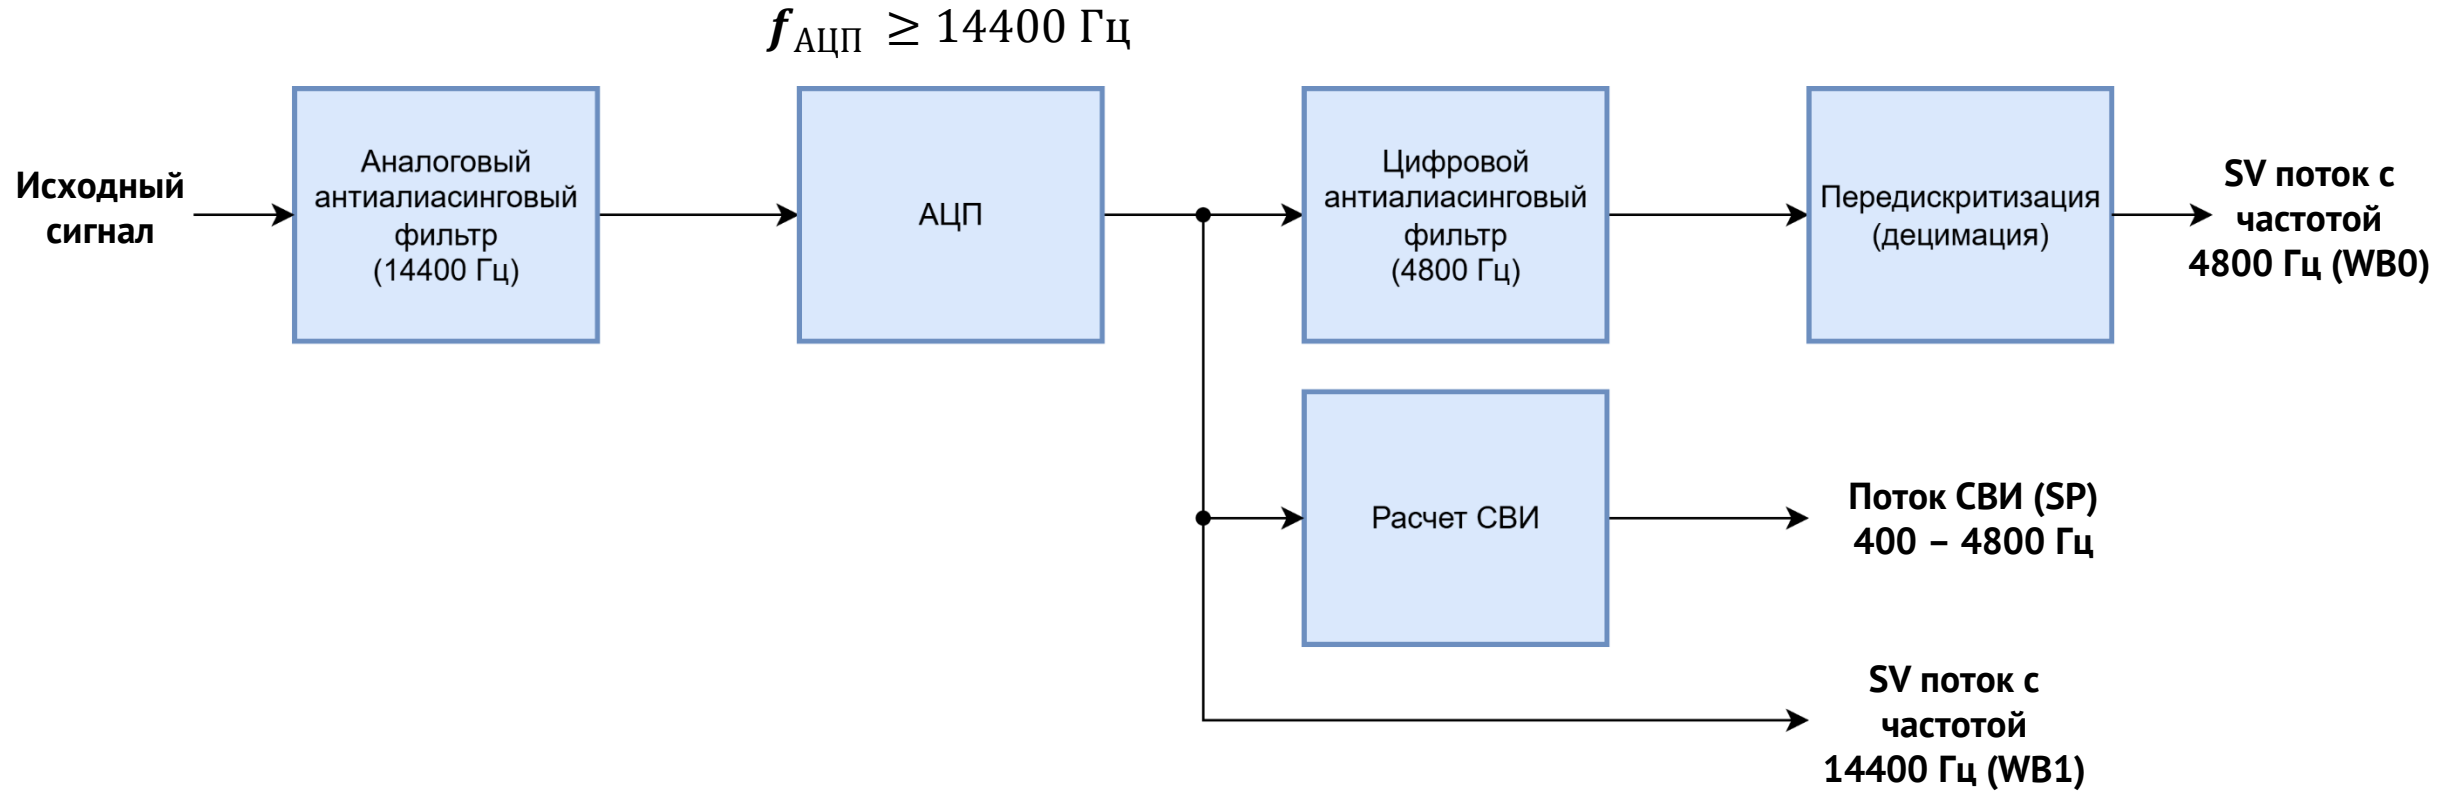 fАЦП ≥ 14400 Гц
Исходный
сигнал
Аналоговый
антиалиасинговый
фильтр
(14400 Гц)
АЦП
Цифровой
антиалиасинговый
фильтр
(4800 Гц)
Передискритизация
(децимация)
SV поток с
частотой
4800 Гц (WB0)
Расчет СВИ
Поток СВИ (SP)
400 – 4800 Гц
SV поток с
частотой
14400 Гц (WB1)